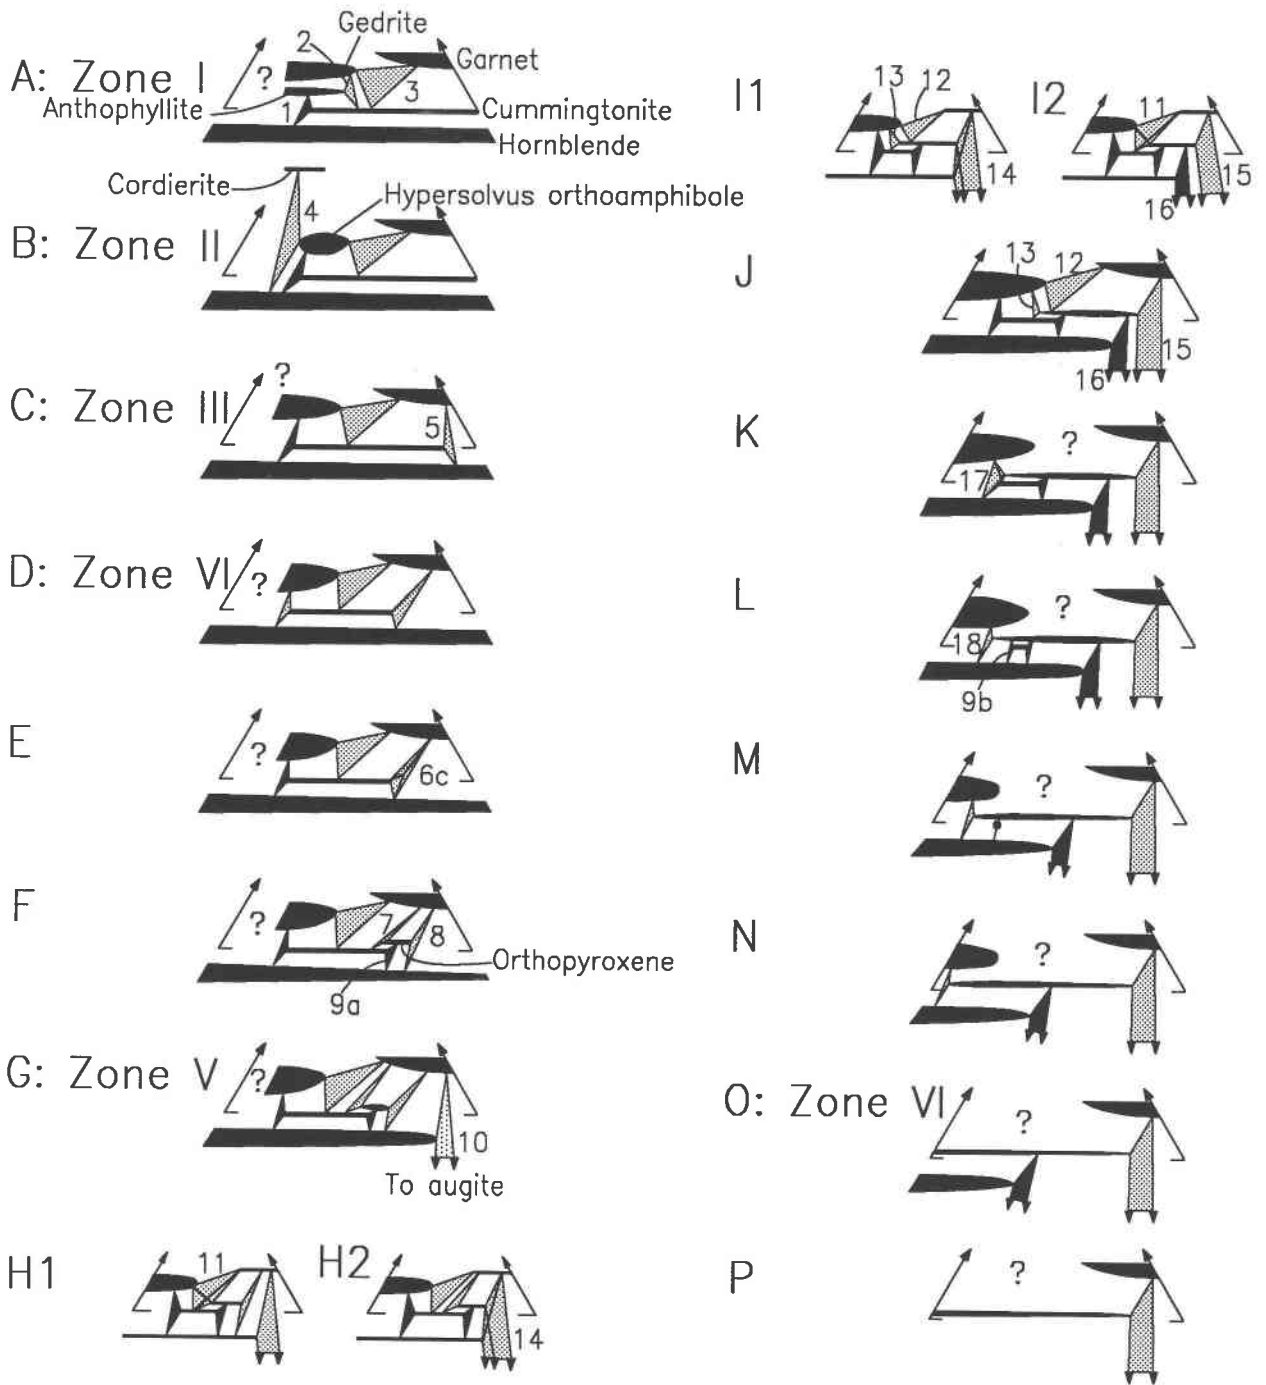 A: Zone I
?
2
Gedrite
Garnet
3
Anthophyllite
1
Cummingtonite
Hornblende
Cordierite
4
Hypersolvus orthoamphibole
B: Zone II
C: Zone III
?
5
D: Zone VI
?
E
?
6c
F
?
7
8
Orthopyroxene
9a
G: Zone V
?
10
To augite
H1
11
H2
14
I1
13
12
14
I2
11
15
16
J
13
12
15
16
K
?
17
L
?
18
9b
M
?
N
?
O: Zone VI
?
P
?